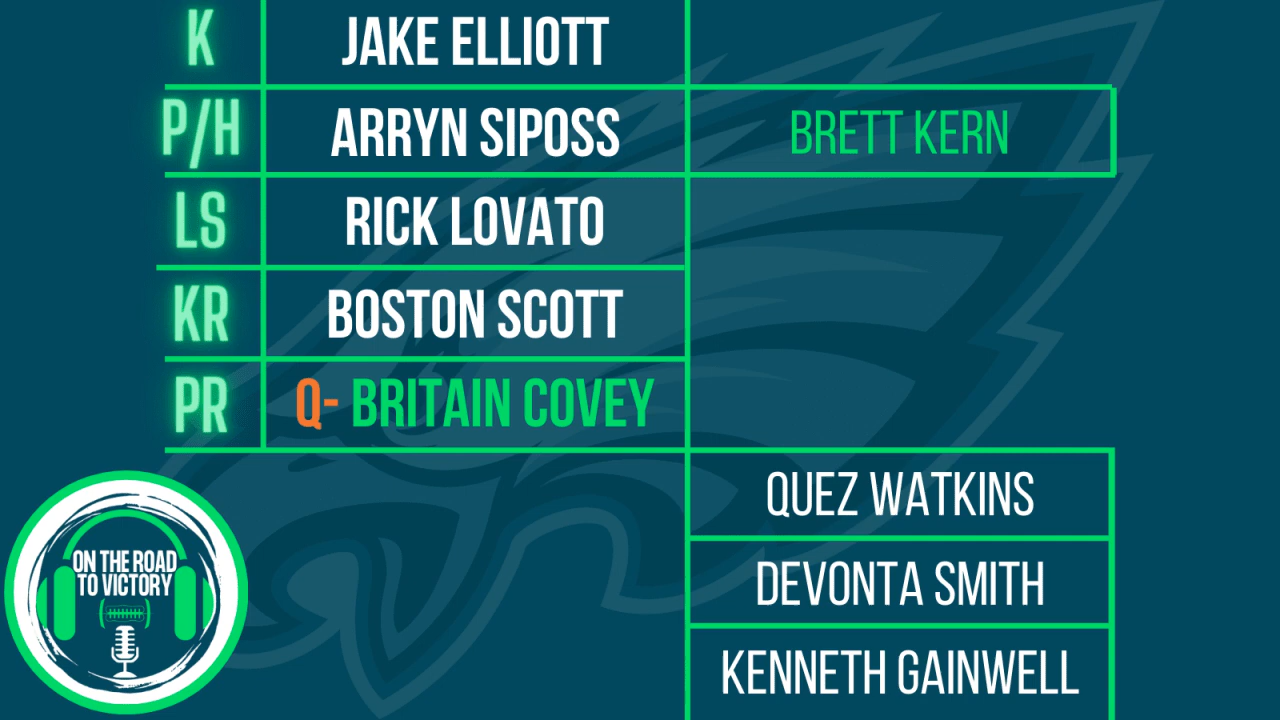 K JAKE ELLIOTT
P/H ARRYN SIPOSS BRETT KERN
LS RICK LOVATO
KR BOSTON SCOTT
PR Q- BRITAIN COVEY
QUEZ WATKINS
DEVONTA SMITH
KENNETH GAINWELL
ON THE ROAD
TO VICTORY